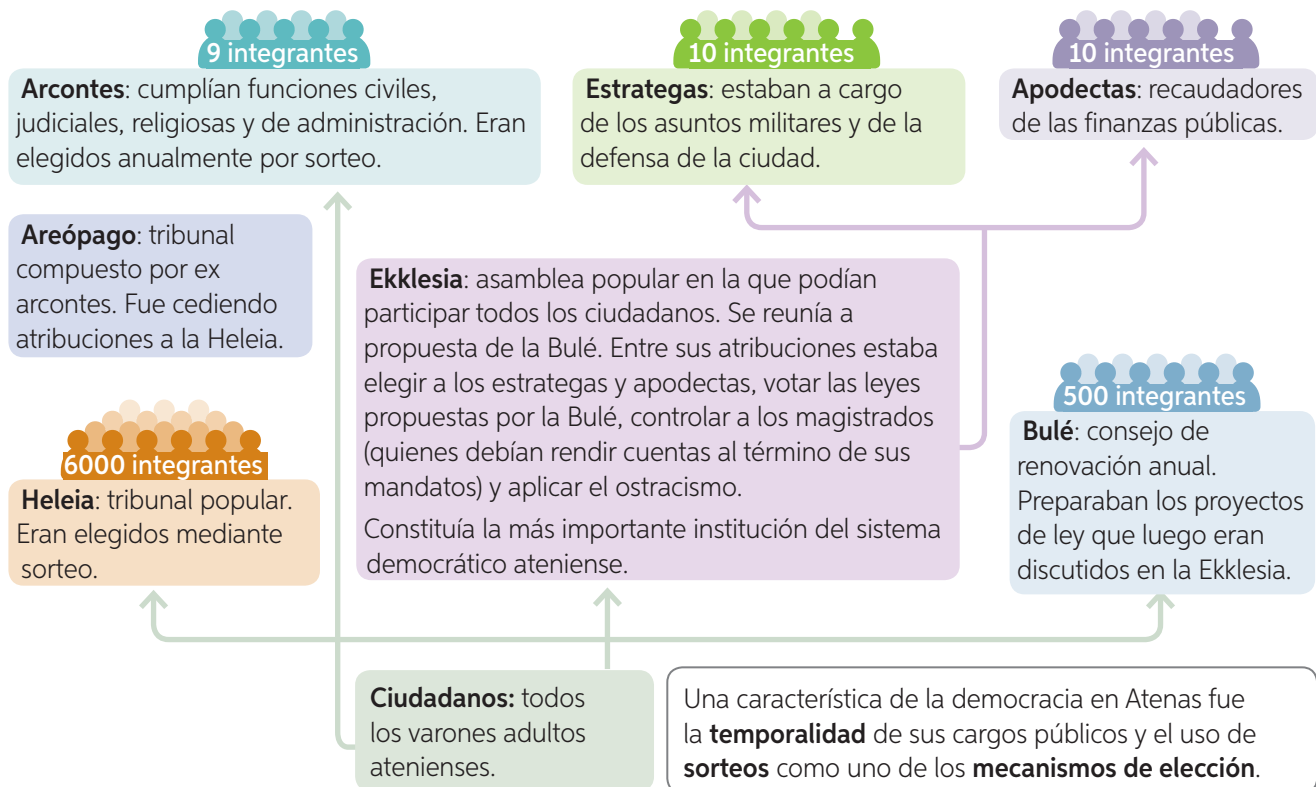 9 integrantes
Arcontes: cumplían funciones civiles,
judiciales, religiosas y de administración. Eran
elegidos anualmente por sorteo.
10 integrantes
Estrategas: estaban a cargo
de los asuntos militares y de la
defensa de la ciudad.
10 integrantes
Apodectas: recaudadores
de las finanzas públicas.
Areópago: tribunal
compuesto por ex
arcontes. Fue cediendo
atribuciones a la Heleia.
Ekklesia: asamblea popular en la que podían
participar todos los ciudadanos. Se reunía a
propuesta de la Bulé. Entre sus atribuciones estaba
elegir a los estrategas y apodectas, votar las leyes
propuestas por la Bulé, controlar a los magistrados
(quienes debían rendir cuentas al término de sus
mandatos) y aplicar el ostracismo.
Constituía la más importante institución del sistema
democrático ateniense.
6000 integrantes
Heleia: tribunal popular.
Eran elegidos mediante
sorteo.
500 integrantes
Bulé: consejo de
renovación anual.
Preparaban los proyectos
de ley que luego eran
discutidos en la Ekklesia.
Ciudadanos: todos
los varones adultos
atenienses.
Una característica de la democracia en Atenas fue
la temporalidad de sus cargos públicos y el uso de
sorteos como uno de los mecanismos de elección.